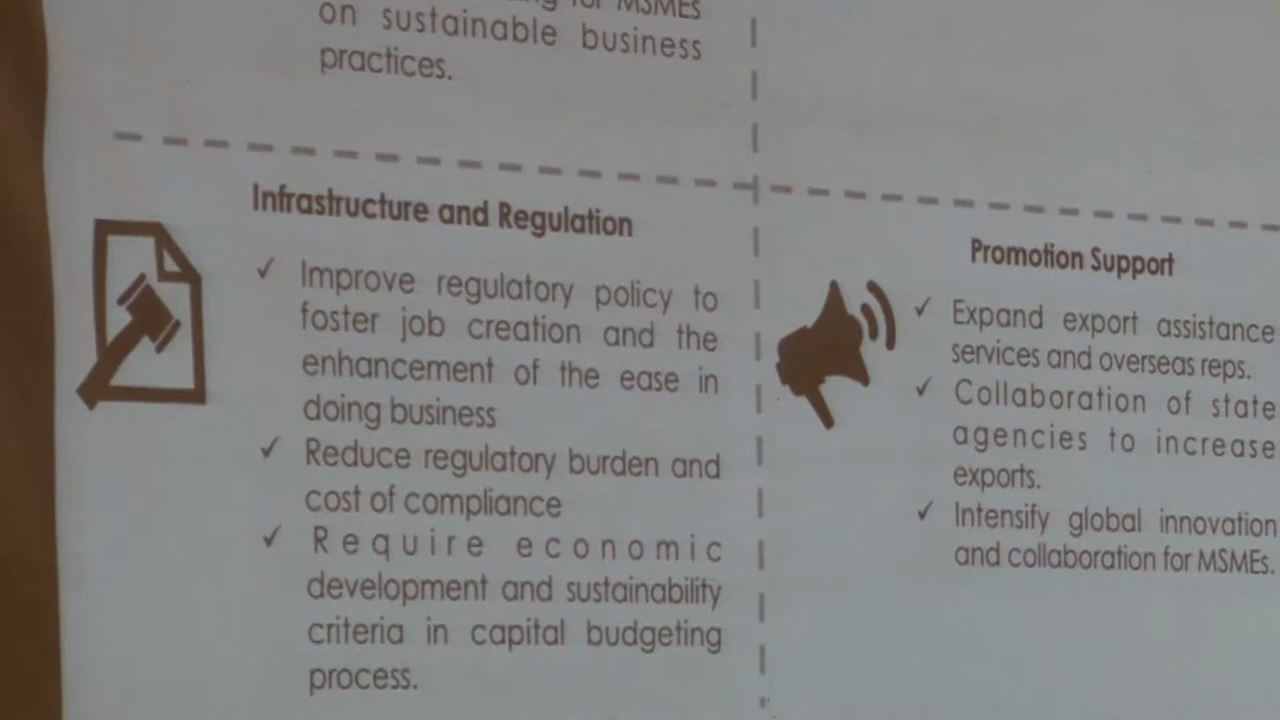 for MSMEs
on sustainable business
practices.
Infrastructure and Regulation
✓ Improve regulatory policy to
foster job creation and the
enhancement of the ease in
doing business
✓ Reduce regulatory burden and
cost of compliance
✓ Require economic
development and sustainability
criteria in capital budgeting
process.
Promotion Support
✓ Expand export assistance
services and overseas reps.
✓ Collaboration of state
agencies to increase
exports.
✓ Intensify global innovation
and collaboration for MSMEs.